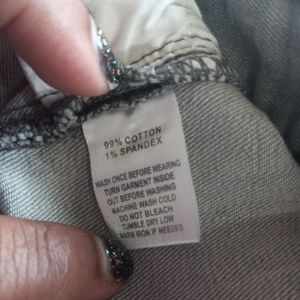 99% COTTON
1% SPANDEX
WASH ONCE BEFORE WEARING
TURN GARMENT INSIDE
OUT BEFORE WASHING
MACHINE WASH COLD
DO NOT BLEACH
TUMBLE DRY LOW
WARM IRON IF NEEDED